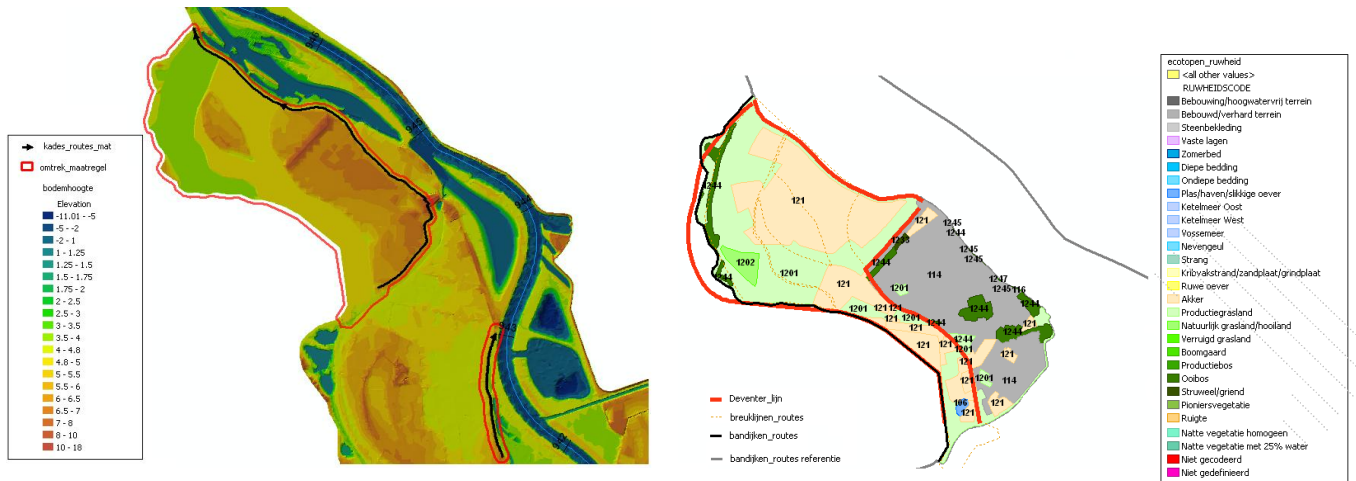 946
945
944
943
942
kades_routes_mat
omtrek_maatregel
bodemhoogte
Elevation
-11.01 - -5
-5 - -2
-2 - 1
1 - 1.25
1.25 - 1.5
1.5 - 1.75
1.75 - 2
2 - 2.5
2.5 - 3
3 - 3.5
3.5 - 4
4 - 4.8
4.8 - 5
5 - 5.5
5.5 - 6
6 - 6.5
6.5 - 7
7 - 8
8 - 10
10 - 18
1244
121
121
1245
1244
1233
1245
1244
1245
1202
1201
114
1244
121
1201
1247
1245 116
1201
121
121
1244
1244
121
1201
1244
121
121
1244
1244
121
121
1201
121
121
121
1201
114
106
121
121
Deventer_lijn
breuklijnen_routes
bandijken_routes
bandijken_routes referentie
ecotopen_ruwheid
<all other values>
RUWHEIDSCODE
Bebouwing/hoogwatervrij terrein
Bebouwd/verhard terrein
Steenbekleding
Vaste lagen
Zomerbed
Diepe bedding
Ondiepe bedding
Plas/haven/slikkige oever
Ketelmeer Oost
Ketelmeer West
Vossemeer
Nevengeul
Strang
Kribvakstrand/zandplaat/grindplaat
Ruwe oever
Akker
Productiegrasland
Natuurlijk grasland/hooiland
Verruigd grasland
Boomgaard
Productiebos
Ooibos
Struweel/griend
Pioniersvegetatie
Ruigte
Natte vegetatie homogeen
Natte vegetatie met 25% water
Niet gecodeerd
Niet gedefinieerd